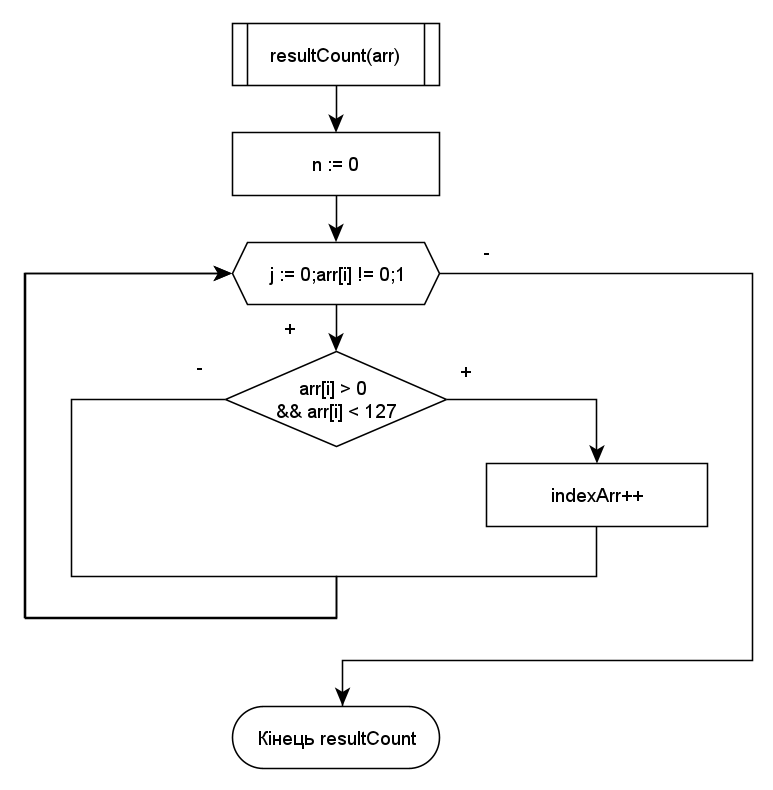 resultCount(arr)
n := 0
j := 0;arr[i] != 0;1
-
+
-
+
arr[i] > 0
&& arr[i] < 127
indexArr++
Кінець resultCount